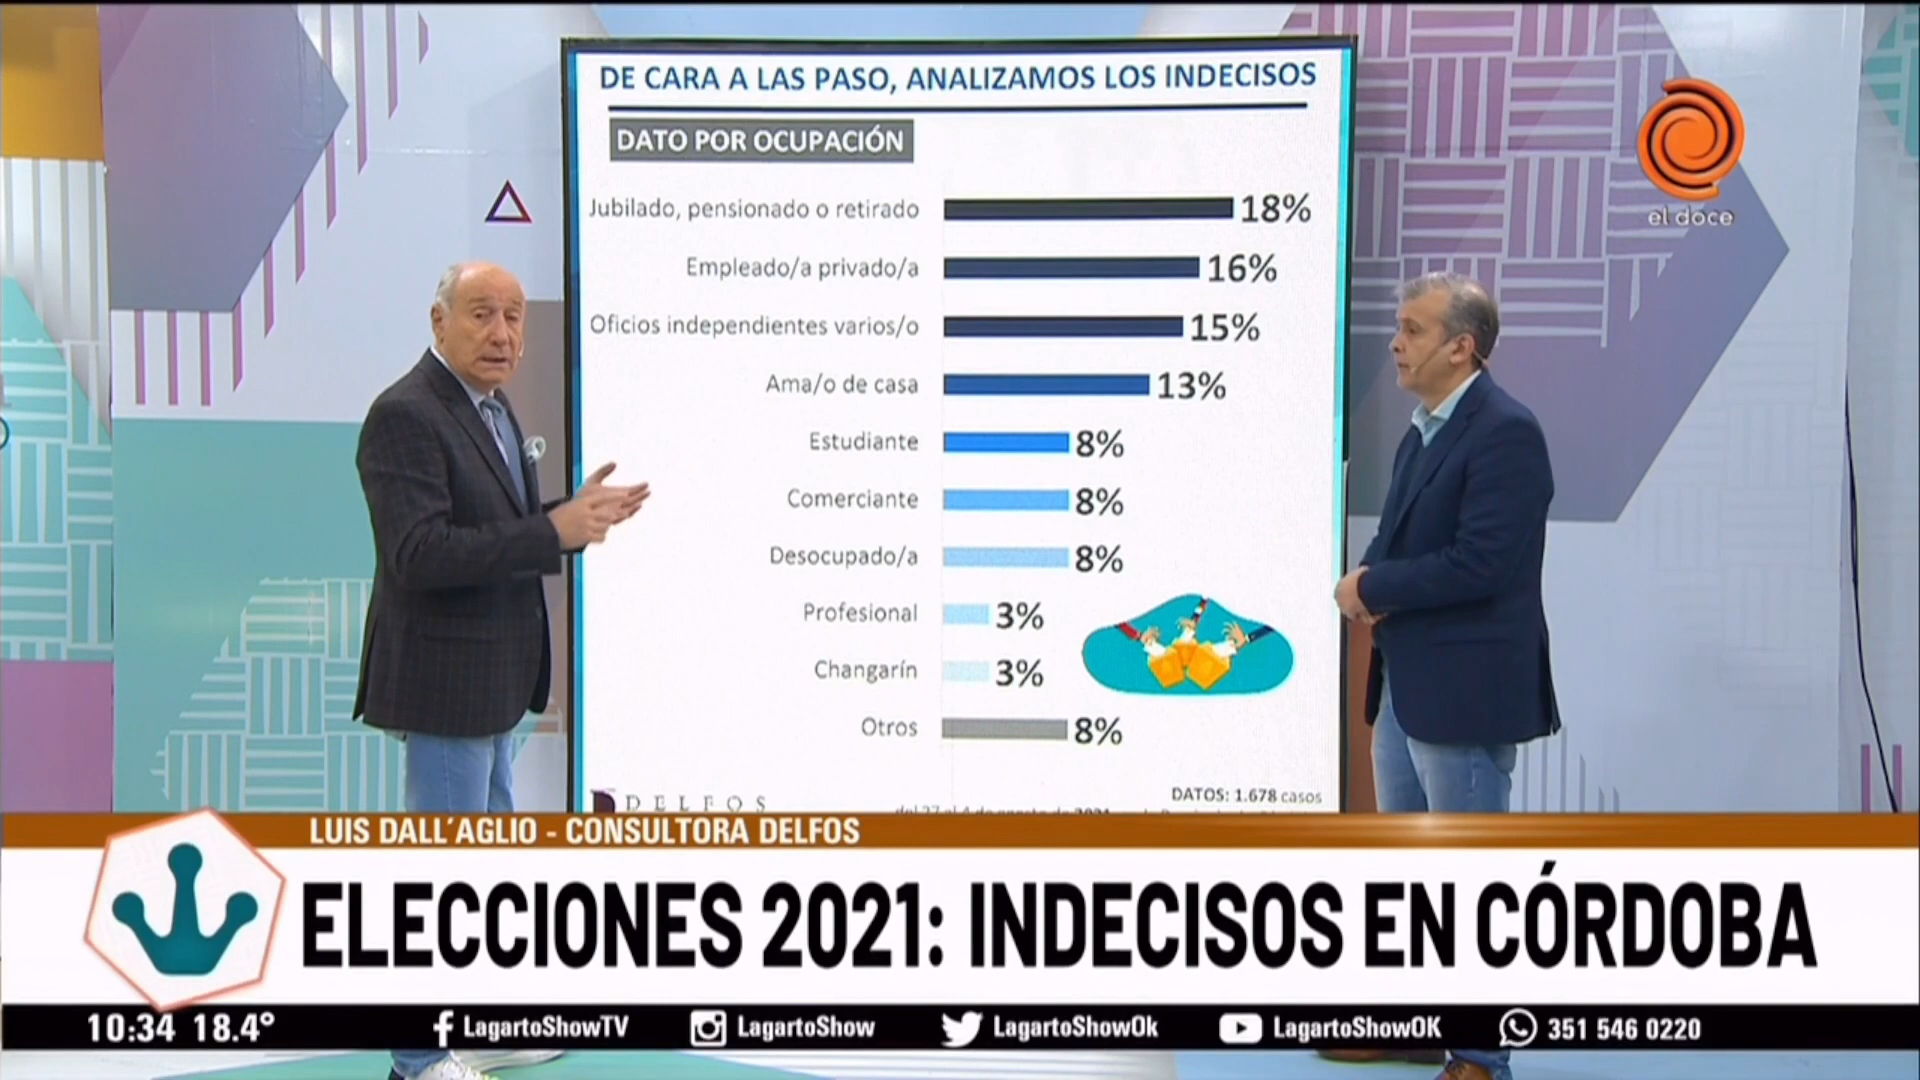 DE CARA A LAS PASO, ANALIZAMOS LOS INDECISOS
DATO POR OCUPACIÓN
Jubilado, pensionado o retirado 18%
Empleado/a privado/a 16%
Oficios independientes varios/o 15%
Ama/o de casa 13%
Estudiante 8%
Comerciante 8%
Desocupado/a 8%
Profesional 3%
Changarín 3%
Otros 8%
el doce
DELFOS
DATOS: 1.678 casos
LUIS DALL´AGLIO - CONSULTORA DELFOS
ELECCIONES 2021: INDECISOS EN CÓRDOBA
10:34 18.4° LagartoShowTV LagartoShow LagartoShowOk LagartoShowOK 351 546 0220